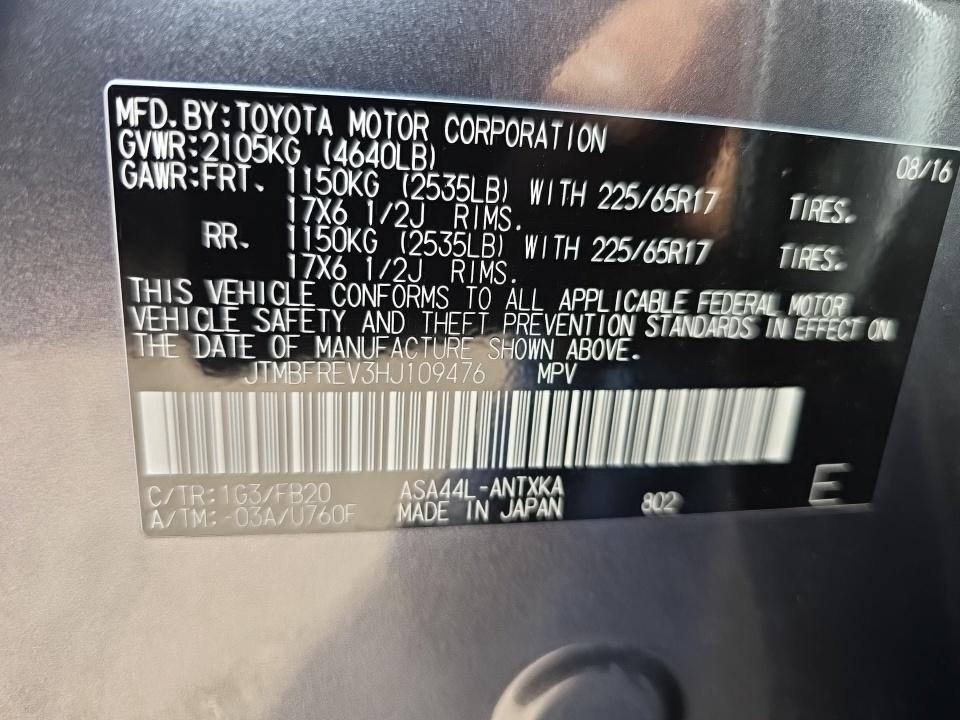 MFD. BY: TOYOTA MOTOR CORPORATION 08/16
GVWR: 2105KG (4640LB)
GAWR: FRT. 1150KG (2535LB) WITH 225/65R17 TIRES.
17X6 1/2J RIMS.
RR. 1150KG (2535LB) WITH 225/65R17 TIRES.
17X6 1/2J RIMS.
THIS VEHICLE CONFORMS TO ALL APPLICABLE FEDERAL MOTOR
VEHICLE SAFETY AND THEFT PREVENTION STANDARDS IN EFFECT ON
THE DATE OF MANUFACTURE SHOWN ABOVE.
JTMBFREV3HJ109476 MPV
C/TR: 1G3/FB20 ASA44L-ANTXKA
A/TM: -03A/U760F MADE IN JAPAN 802 E